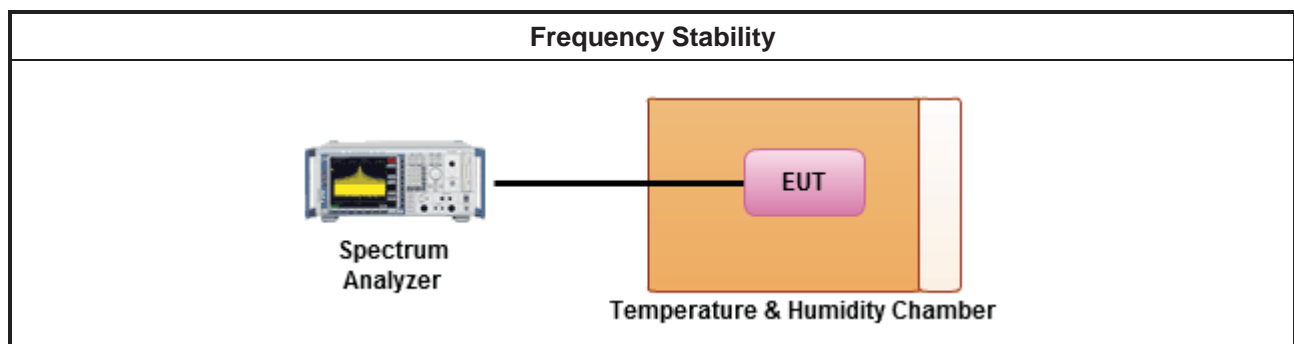 Frequency Stability
EUT
Spectrum
Analyzer
Temperature & Humidity Chamber